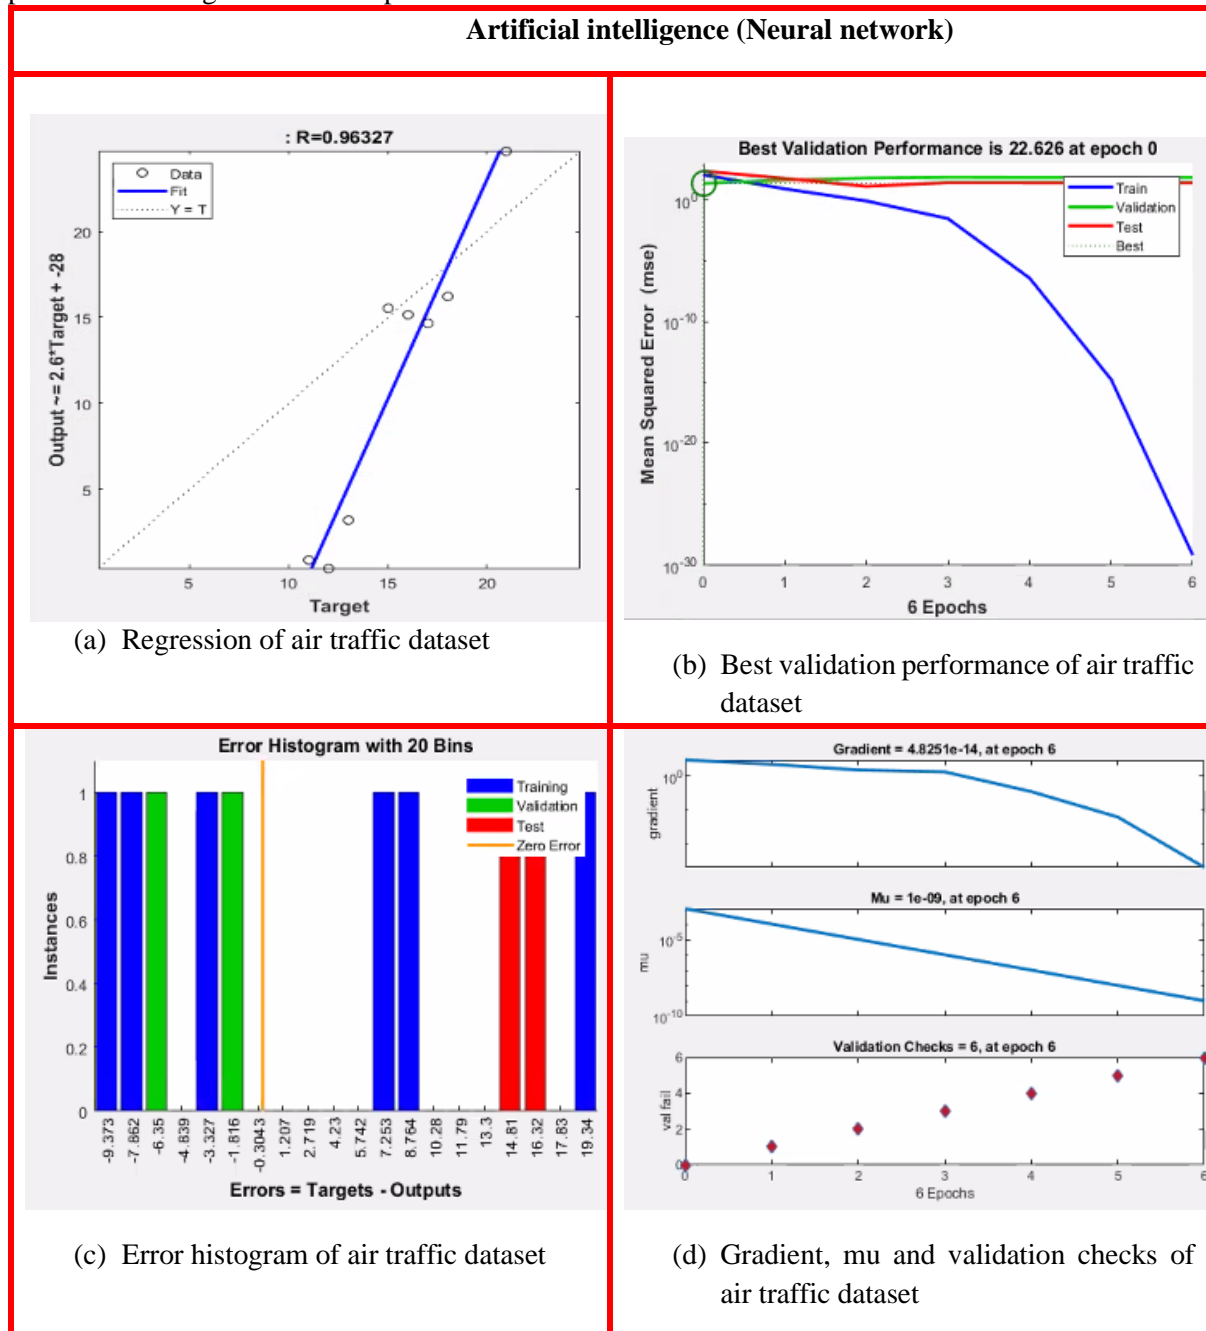 Artificial intelligence (Neural network)
: R=0.96327
Data
Fit
Y = T
Output ~= 2.6*Target + -28
20
15
10
5
5
10
15
20
Target
(a) Regression of air traffic dataset
Best Validation Performance is 22.626 at epoch 0
Train
Validation
Test
Best
Mean Squared Error (mse)
10^0
10^-10
10^-20
10^-30
0
1
2
3
4
5
6
6 Epochs
(b) Best validation performance of air traffic
dataset
Error Histogram with 20 Bins
Training
Validation
Test
Zero Error
Instances
1
0.8
0.6
0.4
0.2
0
-9.373
-7.862
-6.35
-4.839
-3.327
-1.816
-0.3043
1.207
2.719
4.23
5.742
7.253
8.764
10.28
11.79
13.3
14.81
16.32
17.83
19.34
Errors = Targets - Outputs
(c) Error histogram of air traffic dataset
Gradient = 4.8251e-14, at epoch 6
gradient
10^0
Mu = 1e-09, at epoch 6
mu
10^-5
10^-10
Validation Checks = 6, at epoch 6
val fail
6
4
2
0
0
1
2
3
4
5
6
6 Epochs
(d) Gradient, mu and validation checks of
air traffic dataset